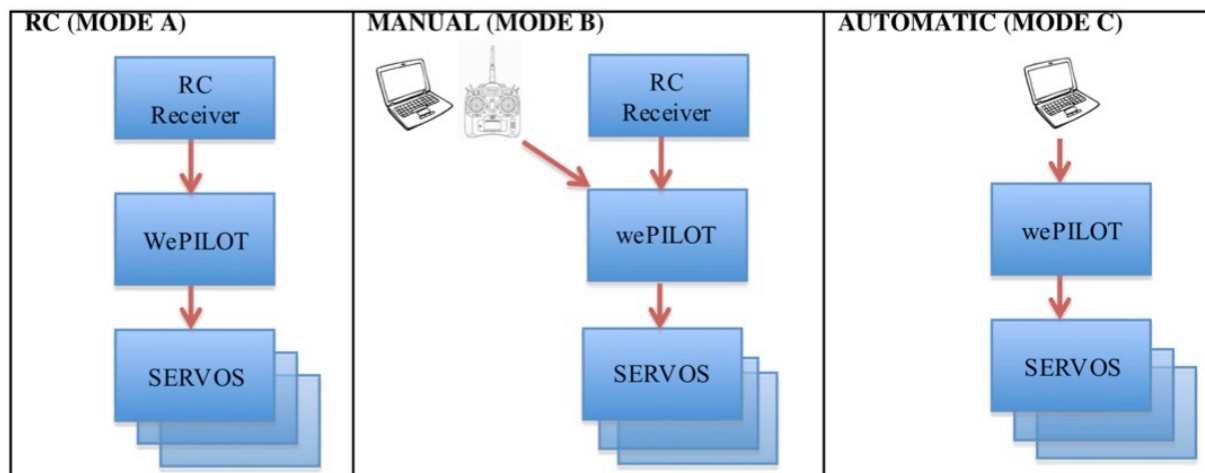 RC (MODE A)
RC
Receiver
WePILOT
SERVOS
MANUAL (MODE B)
RC
Receiver
wePILOT
SERVOS
AUTOMATIC (MODE C)
wePILOT
SERVOS